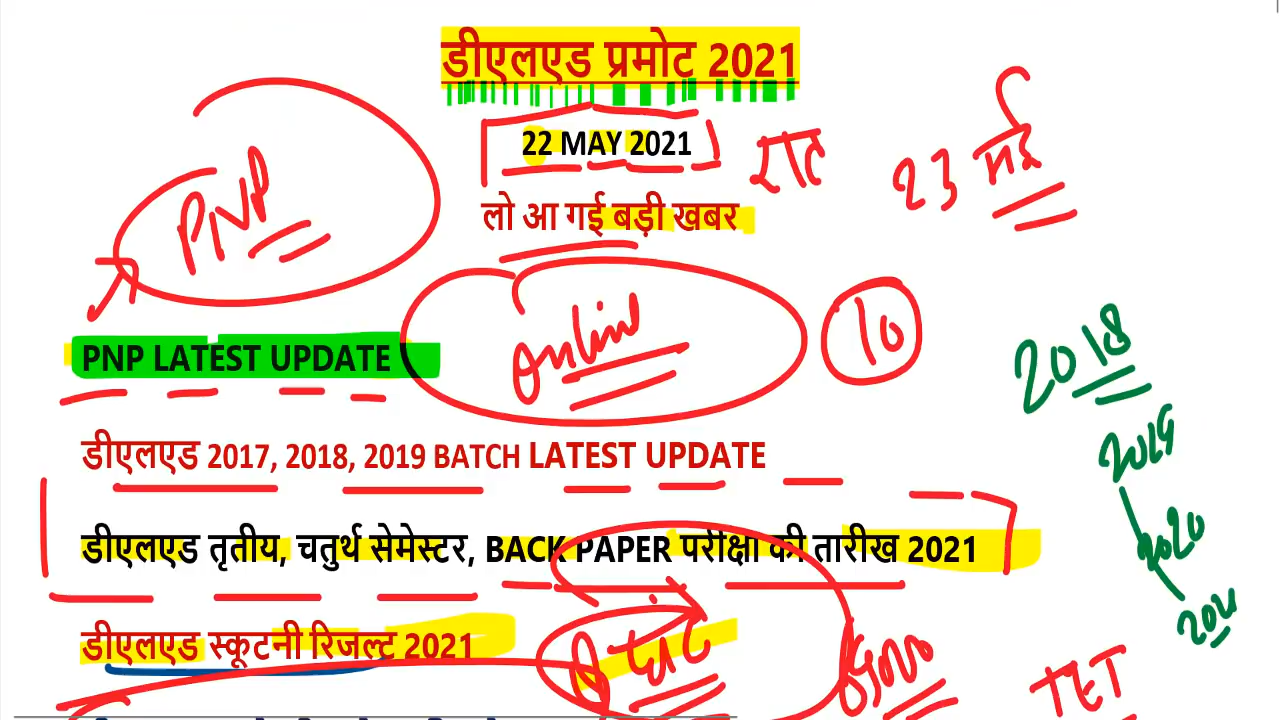 डीएलएड प्रमोट 2021
22 MAY 2021
रात
23 मई
PNP
लो आ गई बड़ी खबर
online
10
PNP LATEST UPDATE
2018
2019
2020
डीएलएड 2017, 2018, 2019 BATCH LATEST UPDATE
डीएलएड तृतीय, चतुर्थ सेमेस्टर, BACK PAPER परीक्षा की तारीख 2021
डीएलएड स्कूटनी रिजल्ट 2021
TET